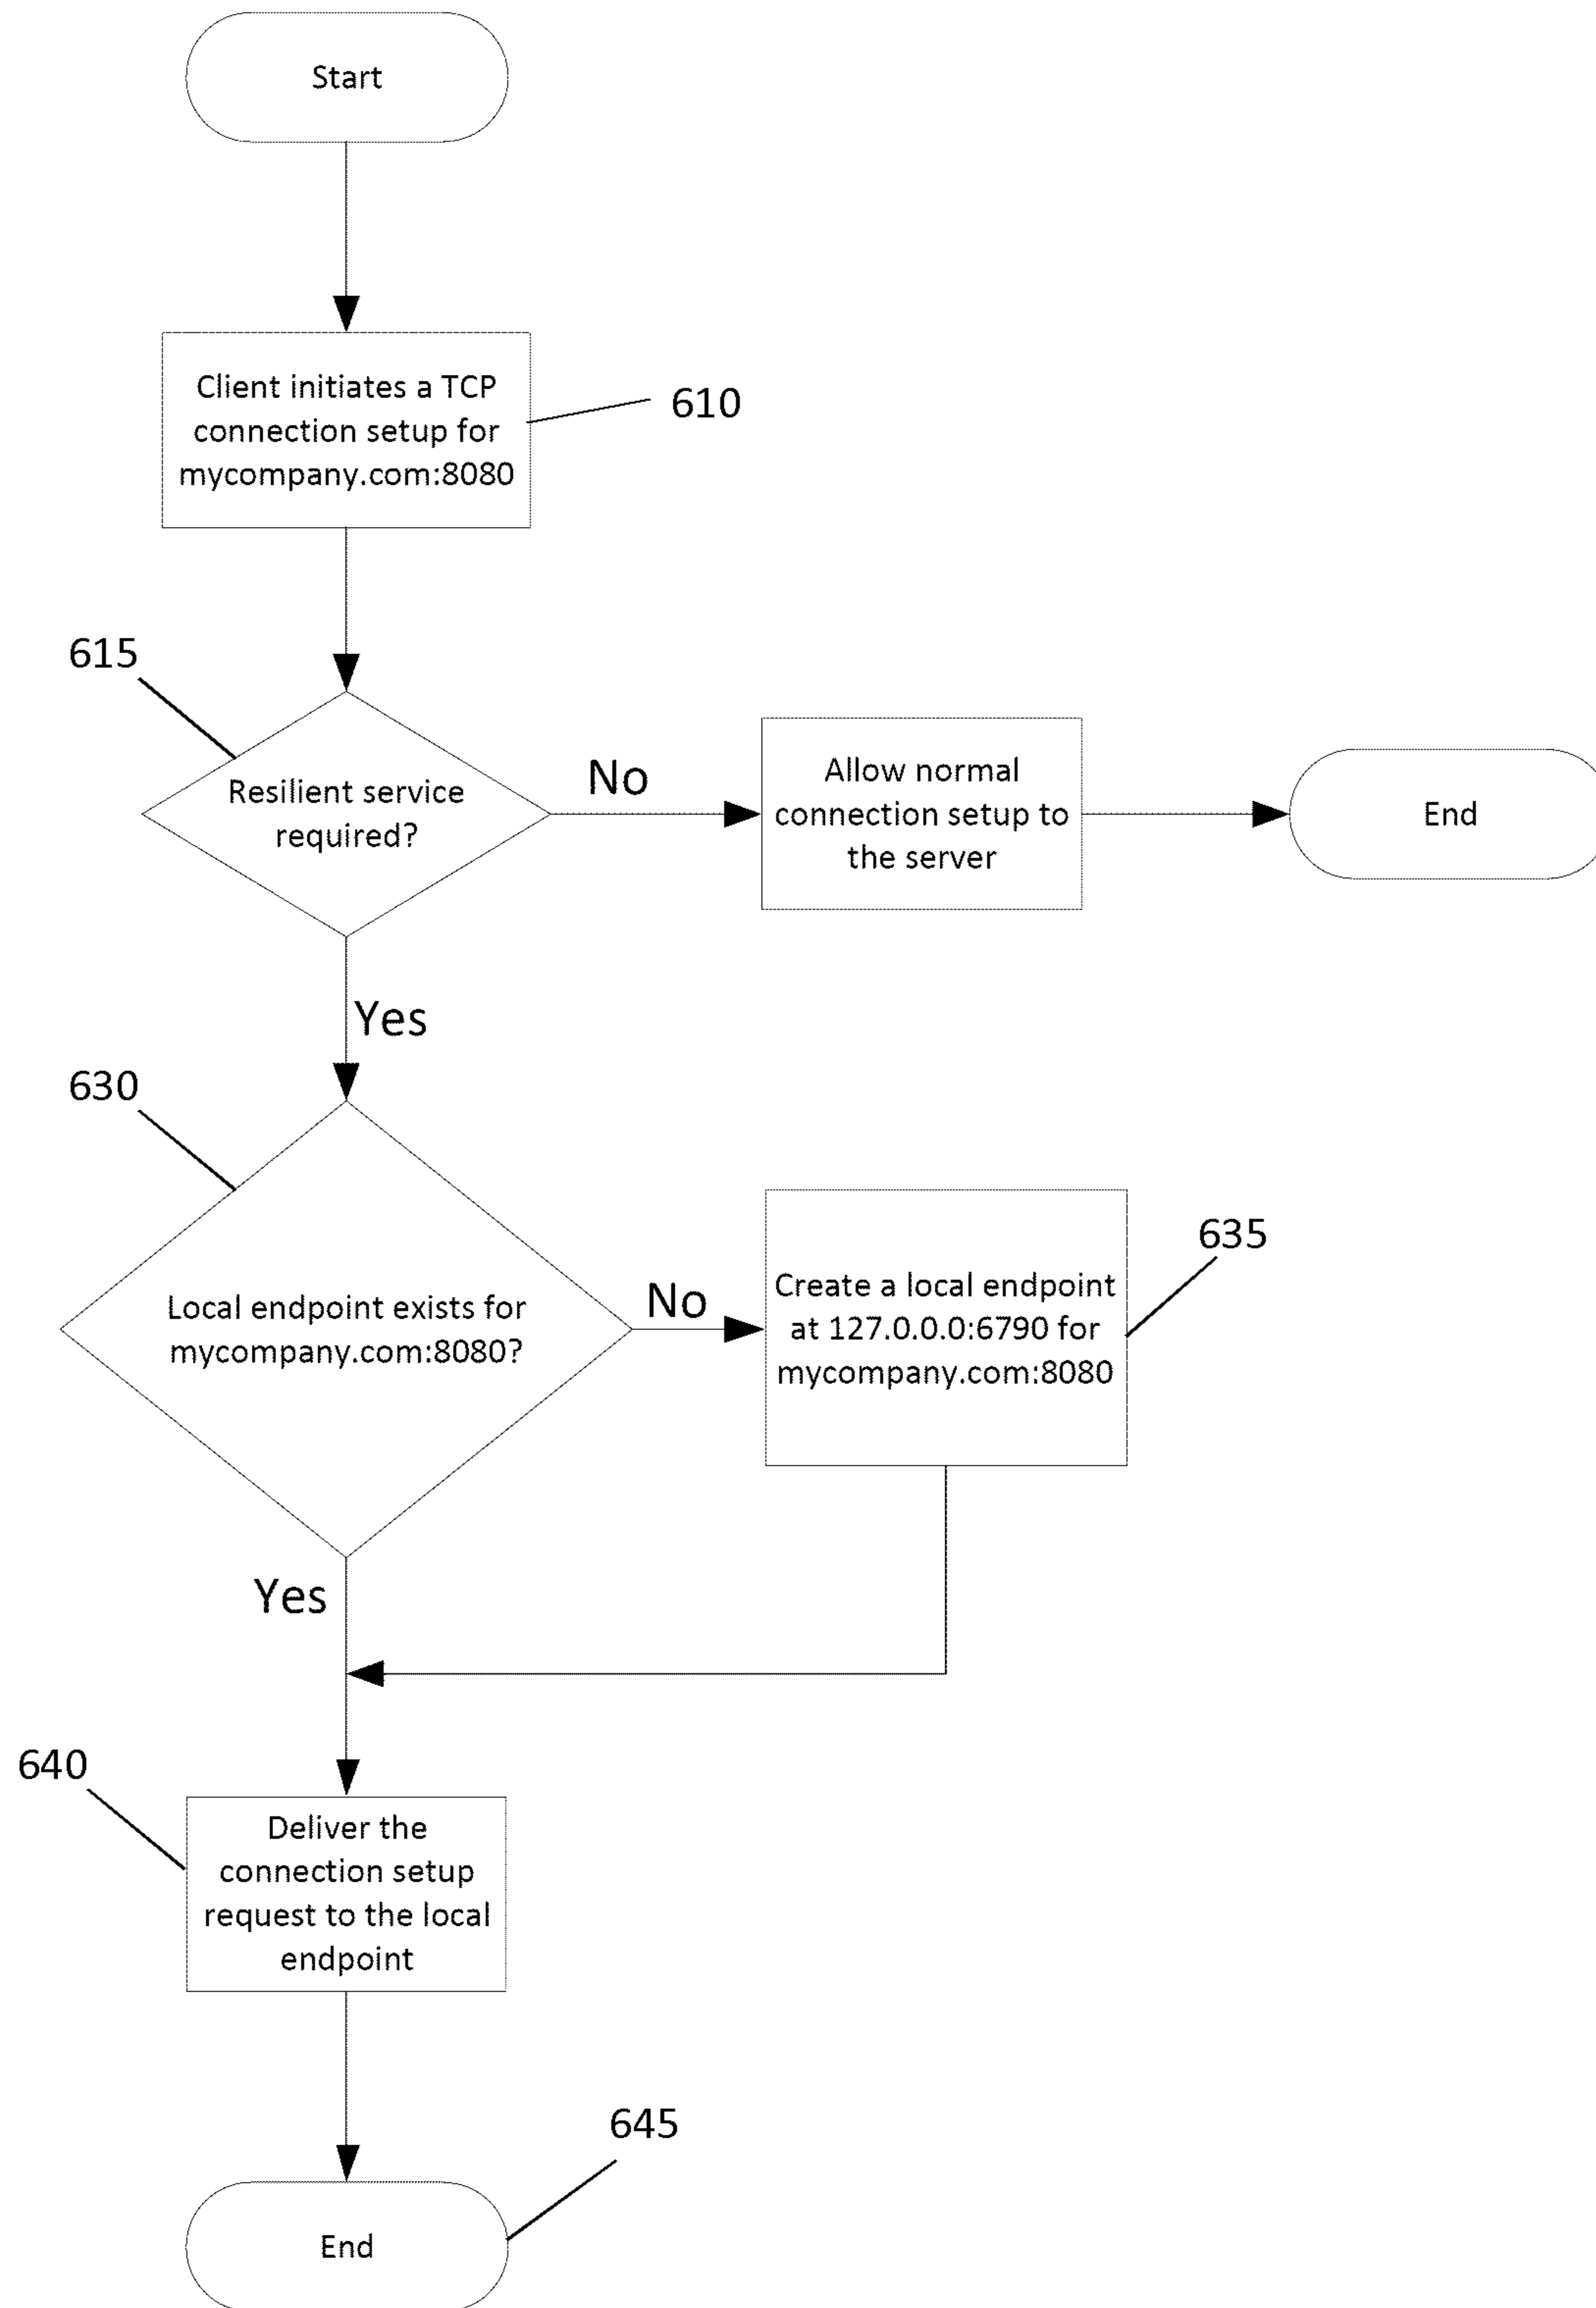 Start
Client initiates a TCP
connection setup for
mycompany.com:8080
610
615
Resilient service
required?
No
Allow normal
connection setup to
the server
End
Yes
630
Local endpoint exists for
mycompany.com:8080?
No
Create a local endpoint
at 127.0.0.0:6790 for
mycompany.com:8080
635
Yes
640
Deliver the
connection setup
request to the local
endpoint
645
End